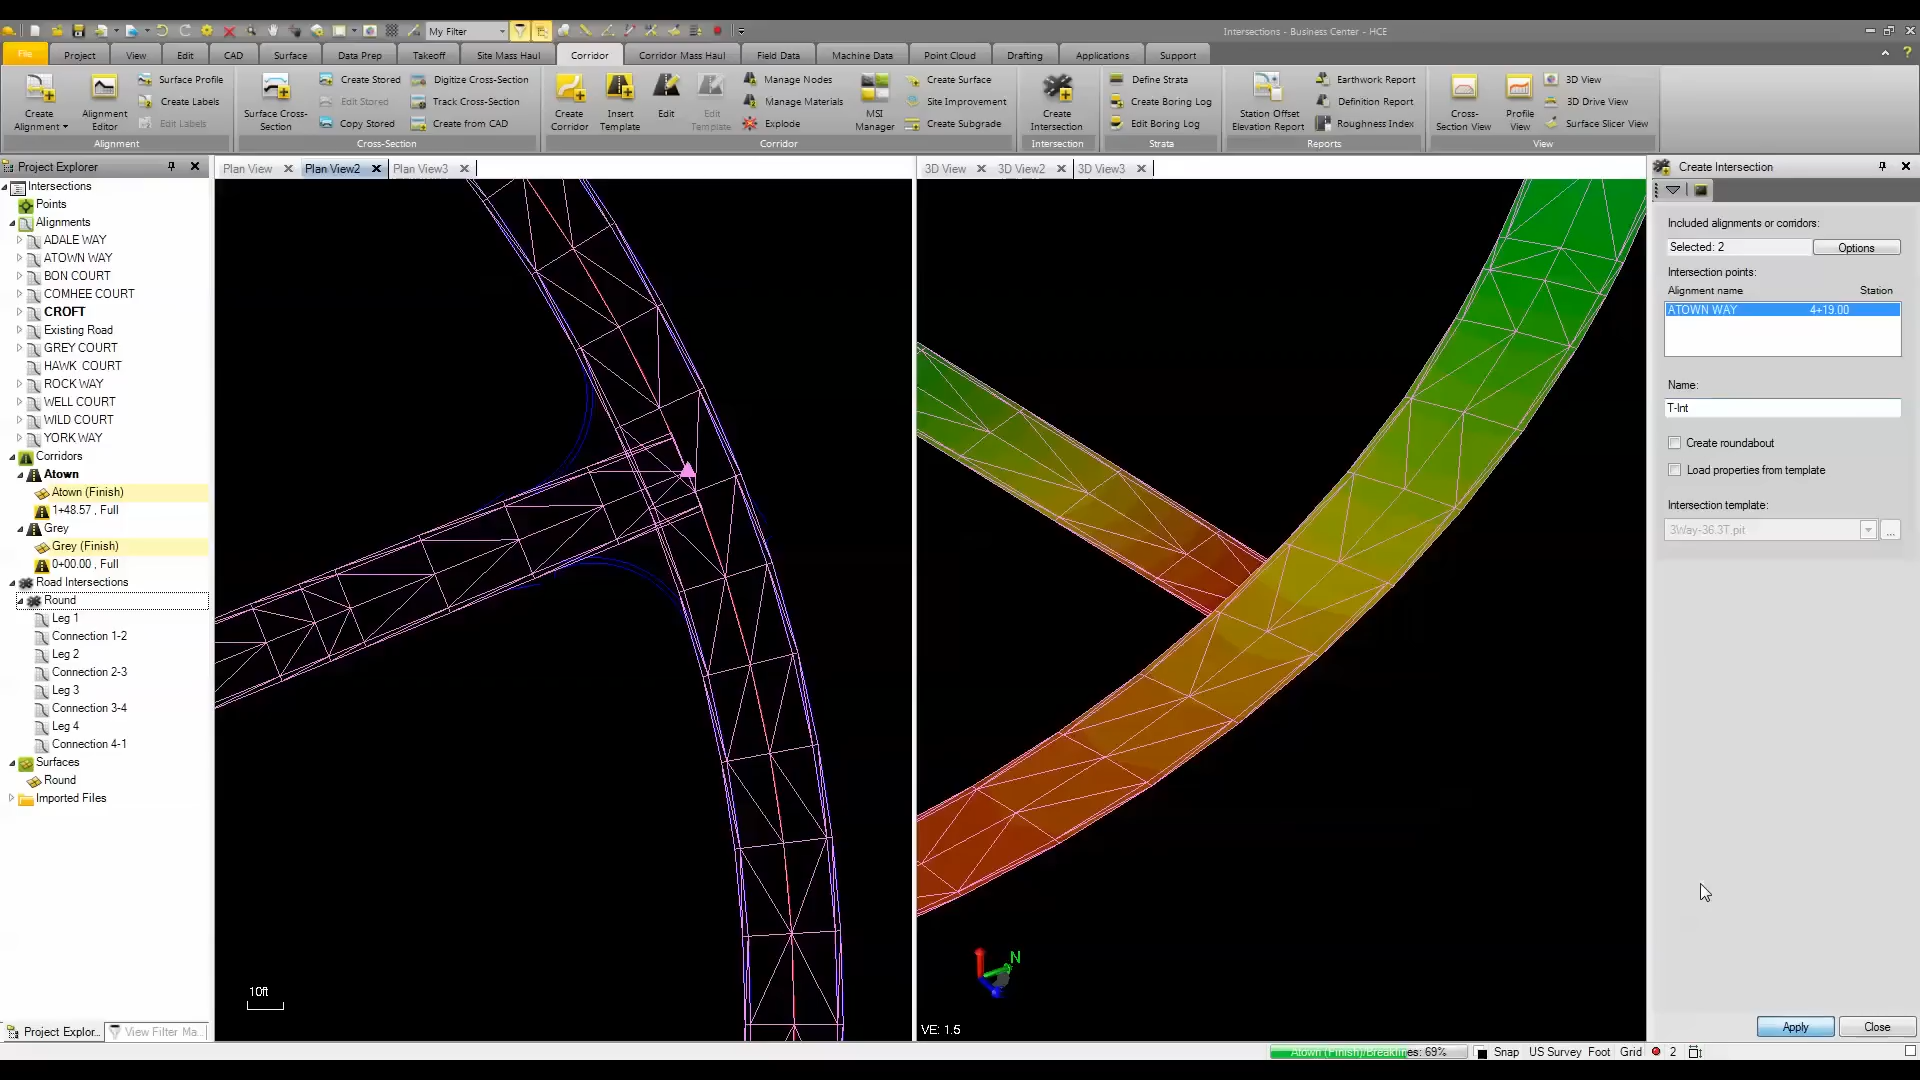 My Filter
Intersections - Business Center - HCE
File Project View Edit CAD Surface Data Prep Takeoff Site Mass Haul Corridor Corridor Mass Haul Field Data Machine Data Point Cloud Drafting Applications Support
Create Alignment
Alignment Editor
Surface Profile
Create Labels
Edit Labels
Alignment
Surface Cross-Section
Create Stored
Edit Stored
Copy Stored
Digitize Cross-Section
Track Cross-Section
Create from CAD
Cross-Section
Create Corridor
Insert Template
Edit
Edit Template
Manage Nodes
Manage Materials
Explode
MSI Manager
Create Surface
Site Improvement
Create Subgrade
Corridor
Create Intersection
Intersection
Define Strata
Create Boring Log
Edit Boring Log
Strata
Station Offset Elevation Report
Earthwork Report
Definition Report
Roughness Index
Reports
Cross-Section View
Profile View
3D View
3D Drive View
Surface Slicer View
View
Project Explorer
Intersections
Points
Alignments
ADALE WAY
ATOWN WAY
BON COURT
COMHEE COURT
CROFT
Existing Road
GREY COURT
HAWK COURT
ROCK WAY
WELL COURT
WILD COURT
YORK WAY
Corridors
Atown
Atown (Finish)
1+48.57 , Full
Grey
Grey (Finish)
0+00.00 , Full
Road Intersections
Round
Leg 1
Connection 1-2
Leg 2
Connection 2-3
Leg 3
Connection 3-4
Leg 4
Connection 4-1
Surfaces
Round
Imported Files
Project Explor... View Filter Ma...
Plan View Plan View2 Plan View3
10ft
3D View 3D View2 3D View3
N
VE: 1.5
Create Intersection
Included alignments or corridors:
Selected: 2 Options
Intersection points:
Alignment name Station
ATOWN WAY 4+19.00
Name:
T-Int
Create roundabout
Load properties from template
Intersection template:
3Way-36.3T.pit ...
Apply Close
Atown (Finish)/Breaklines: 69% Snap US Survey Foot Grid 2